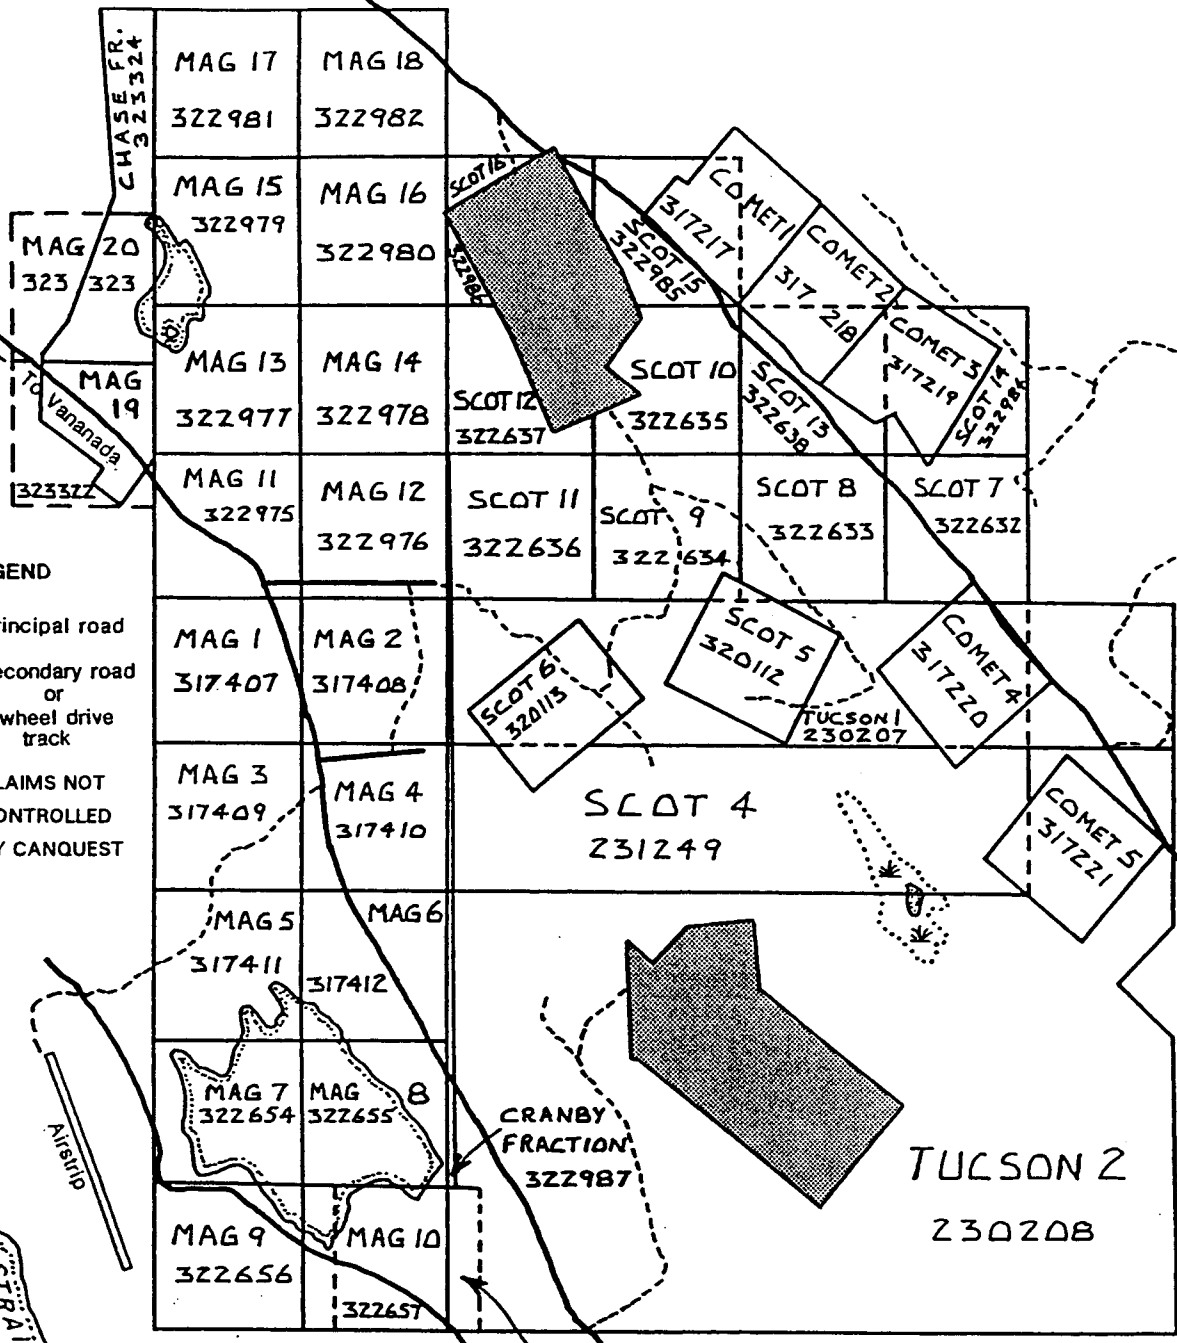 CHASE FR.
323324
MAG 17
322981
MAG 18
322982
MAG 15
322979
MAG 16
322980
SCOT 16
322986
COMET 1
317217
SCOT 15
322985
COMET 2
317 218
COMET 3
317219
SCOT 14
322986
MAG 20
323 323
MAG
19
To Vananada
323322
MAG 13
322977
MAG 14
322978
SCOT 12
322637
SCOT 10
322635
SCOT 13
322638
MAG 11
322975
MAG 12
322976
SCOT 11
322636
SCOT 9
322634
SCOT 8
322633
SCOT 7
322632
GEND
rincipal road
econdary road
or
wheel drive
track
LAIMS NOT
ONTROLLED
Y CANQUEST
MAG 1
317407
MAG 2
317408
SCOT 6
320113
SCOT 5
320112
TUCSON 1
230207
COMET 4
317220
MAG 3
317409
MAG 4
317410
SCOT 4
231249
COMET 5
317221
MAG 5
317411
MAG 6
317412
MAG 7
322654
MAG 8
322655
CRANBY
FRACTION
322987
TUCSON 2
230208
Airstrip
MAG 9
322656
MAG 10
322657
STRAI